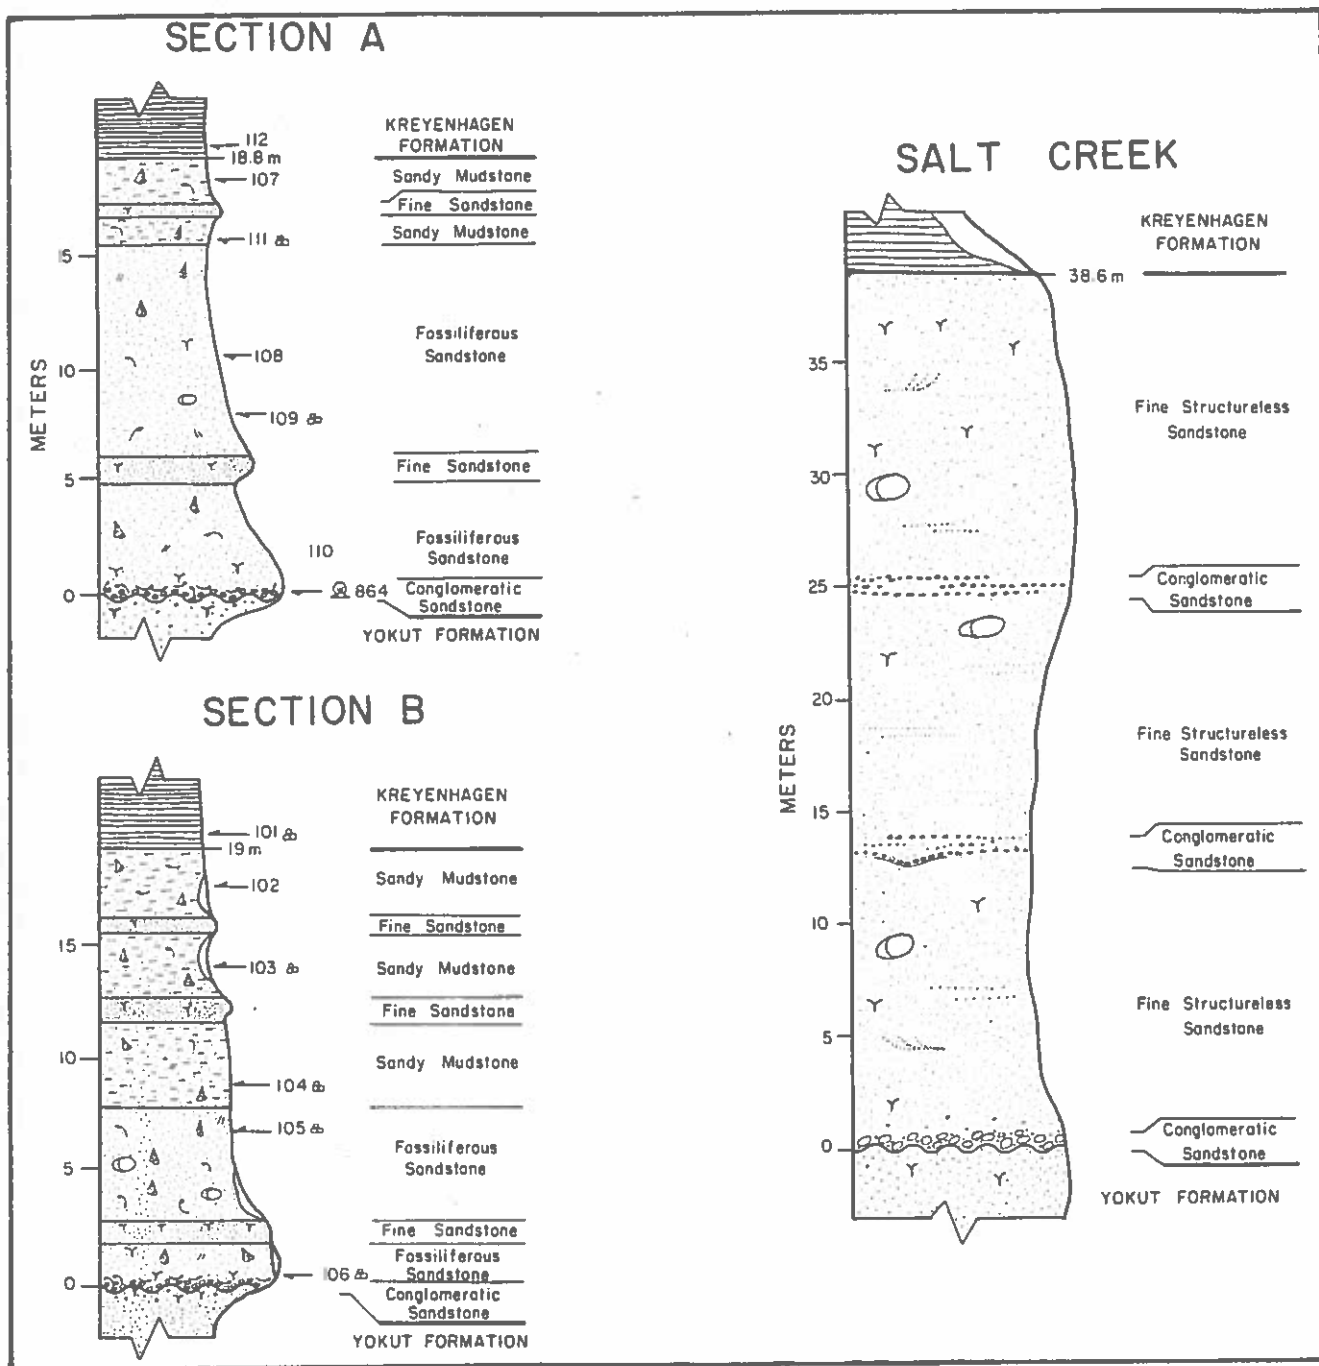 SECTION A
112
18.8 m
107
111
15
108
10
109
5
110
0
864
METERS
KREYENHAGEN
FORMATION
Sandy Mudstone
Fine Sandstone
Sandy Mudstone
Fossiliferous
Sandstone
Fine Sandstone
Fossiliferous
Sandstone
Conglomeratic
Sandstone
YOKUT FORMATION
SECTION B
101
19 m
102
15
103
10
104
105
5
106
0
KREYENHAGEN
FORMATION
Sandy Mudstone
Fine Sandstone
Sandy Mudstone
Fine Sandstone
Sandy Mudstone
Fossiliferous
Sandstone
Fine Sandstone
Fossiliferous
Sandstone
Conglomeratic
Sandstone
YOKUT FORMATION
SALT CREEK
38.6 m
35
30
25
20
15
10
5
0
METERS
KREYENHAGEN
FORMATION
Fine Structureless
Sandstone
Conglomeratic
Sandstone
Fine Structureless
Sandstone
Conglomeratic
Sandstone
Fine Structureless
Sandstone
Conglomeratic
Sandstone
YOKUT FORMATION